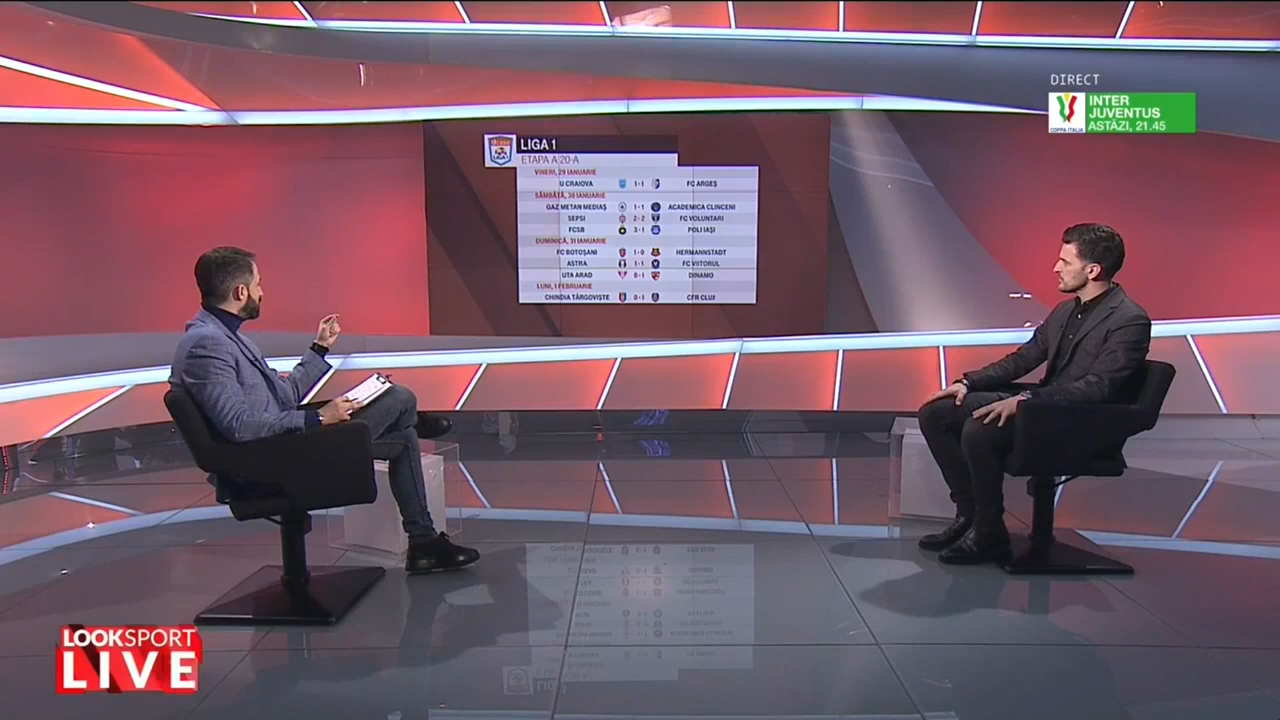 DIRECT
COPPA ITALIA
INTER
JUVENTUS
ASTĂZI, 21.45
LIGA 1
LIGA 1
ETAPA A 20-A
VINERI, 29 IANUARIE
U CRAIOVA 1-1 FC ARGEȘ
SÂMBĂTĂ, 30 IANUARIE
GAZ METAN MEDIAȘ 1-1 ACADEMICA CLINCENI
SEPSI 2-2 FC VOLUNTARI
FCSB 3-1 POLI IAȘI
DUMINICĂ, 31 IANUARIE
FC BOTOȘANI 1-0 HERMANNSTADT
ASTRA 1-1 FC VIITORUL
UTA ARAD 0-1 DINAMO
LUNI, 1 FEBRUARIE
CHINDIA TÂRGOVIȘTE 0-1 CFR CLUJ
LOOKSPORT
LIVE